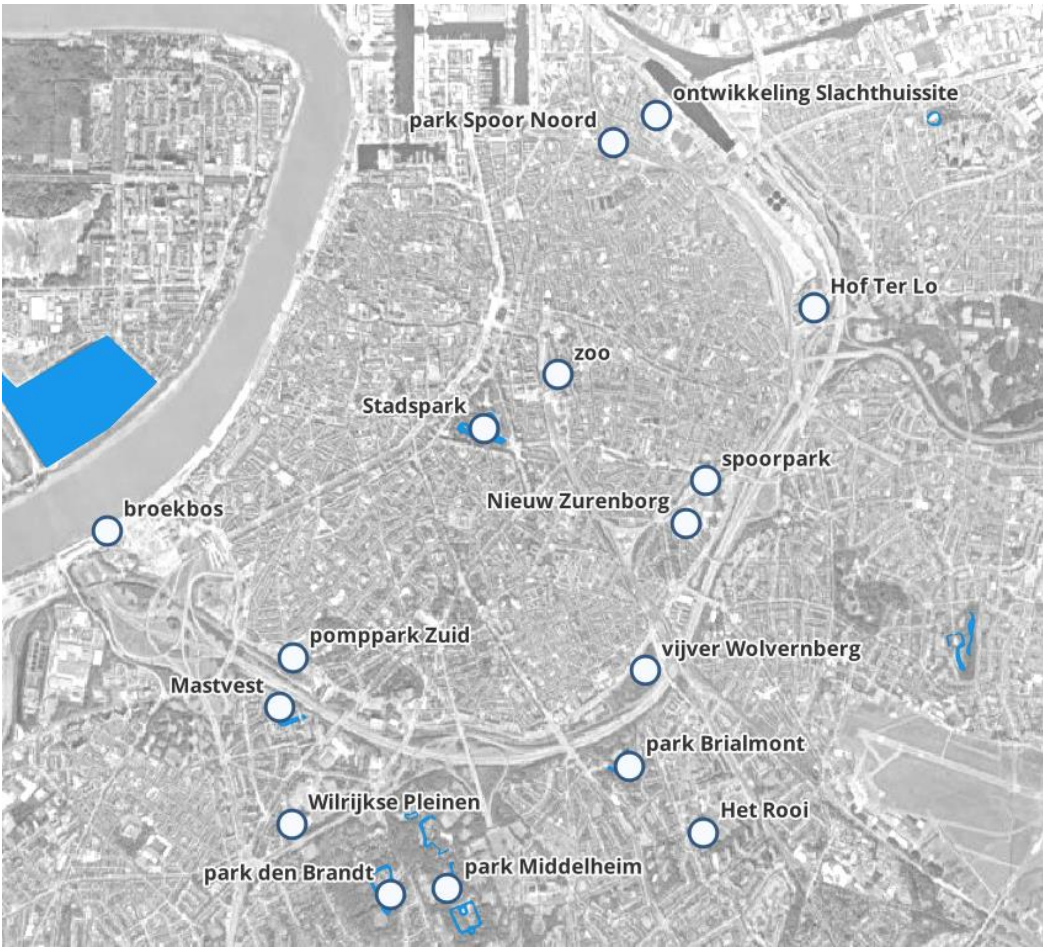 ontwikkeling Slachthuissite
park Spoor Noord
Hof Ter Lo
zoo
Stadspark
spoorpark
Nieuw Zurenborg
broekbos
pomppark Zuid
vijver Wolvernberg
Mastvest
park Brialmont
Wilrijkse Pleinen
Het Rooi
park Middelheim
park den Brandt